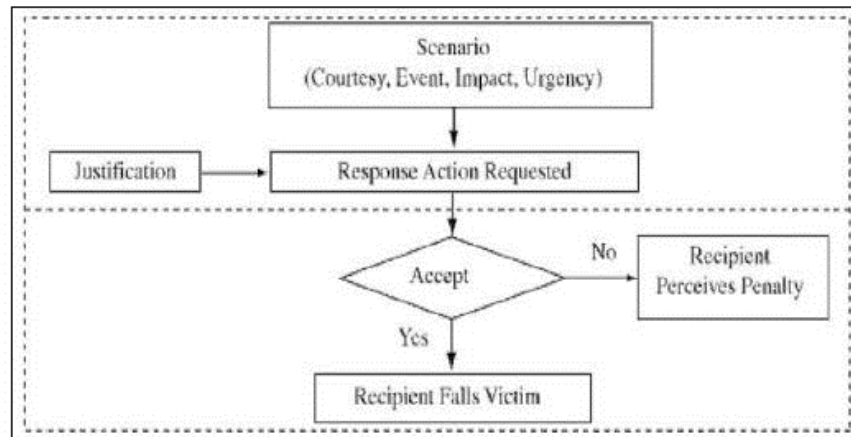 Scenario
(Courtesy, Event, Impact, Urgency)
Justification
Response Action Requested
Accept
No
Recipient
Perceives Penalty
Yes
Recipient Falls Victim